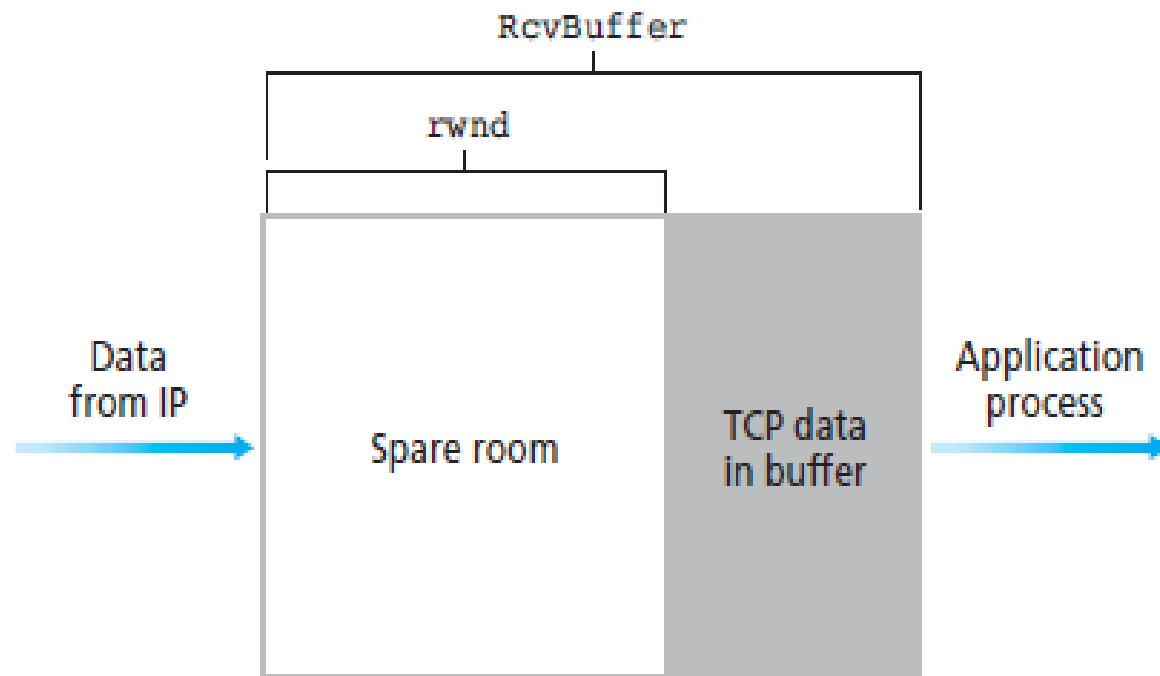 RcvBuffer
rwnd
Data
from IP
Spare room
TCP data
in buffer
Application
process